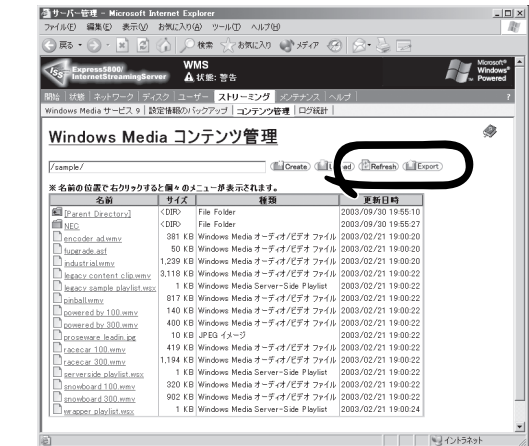 サーバー管理 - Microsoft Internet Explorer
ファイル(F) 編集(E) 表示(V) お気に入り(A) ツール(T) ヘルプ(H)
戻る 検索 お気に入り メディア
Express5800/
InternetStreamingServer
WMS
状態: 警告
Microsoft
Windows
Powered
開始 | 状態 | ネットワーク | ディスク | ユーザー | ストリーミング | メンテナンス | ヘルプ | ?
Windows Media サービス 9 | 設定情報のバックアップ | コンテンツ管理 | ログ統計 |
Windows Media コンテンツ管理
/sample/ Create Refresh Export
※ 名前の位置で右クリックすると個々のメニューが表示されます。
名前 サイズ 種類 更新日時
[Parent Directory] <DIR> File Folder 2003/09/30 19:55:10
NEC <DIR> File Folder 2003/09/30 19:55:27
encoder ad.wmv 381 KB Windows Media オーディオ/ビデオ ファイル 2003/02/21 19:00:20
fuperade.asf 50 KB Windows Media オーディオ/ビデオ ファイル 2003/02/21 19:00:20
industrial.wmv 1,239 KB Windows Media オーディオ/ビデオ ファイル 2003/02/21 19:00:20
legacy content clip.wmv 3,118 KB Windows Media オーディオ/ビデオ ファイル 2003/02/21 19:00:22
legacy sample playlist.wsx 1 KB Windows Media Server-Side Playlist 2003/02/21 19:00:22
pinball.wmv 817 KB Windows Media オーディオ/ビデオ ファイル 2003/02/21 19:00:22
powered by 100.wmv 140 KB Windows Media オーディオ/ビデオ ファイル 2003/02/21 19:00:22
powered by 300.wmv 400 KB Windows Media オーディオ/ビデオ ファイル 2003/02/21 19:00:22
proseware leadin.jpg 10 KB JPEG イメージ 2003/02/21 19:00:22
racecar 100.wmv 419 KB Windows Media オーディオ/ビデオ ファイル 2003/02/21 19:00:22
racecar 300.wmv 1,194 KB Windows Media オーディオ/ビデオ ファイル 2003/02/21 19:00:22
serverside playlist.wsx 1 KB Windows Media Server-Side Playlist 2003/02/21 19:00:22
snowboard 100.wmv 320 KB Windows Media オーディオ/ビデオ ファイル 2003/02/21 19:00:22
snowboard 300.wmv 902 KB Windows Media オーディオ/ビデオ ファイル 2003/02/21 19:00:22
wrapper playlist.wsx 1 KB Windows Media Server-Side Playlist 2003/02/21 19:00:24
イントラネット